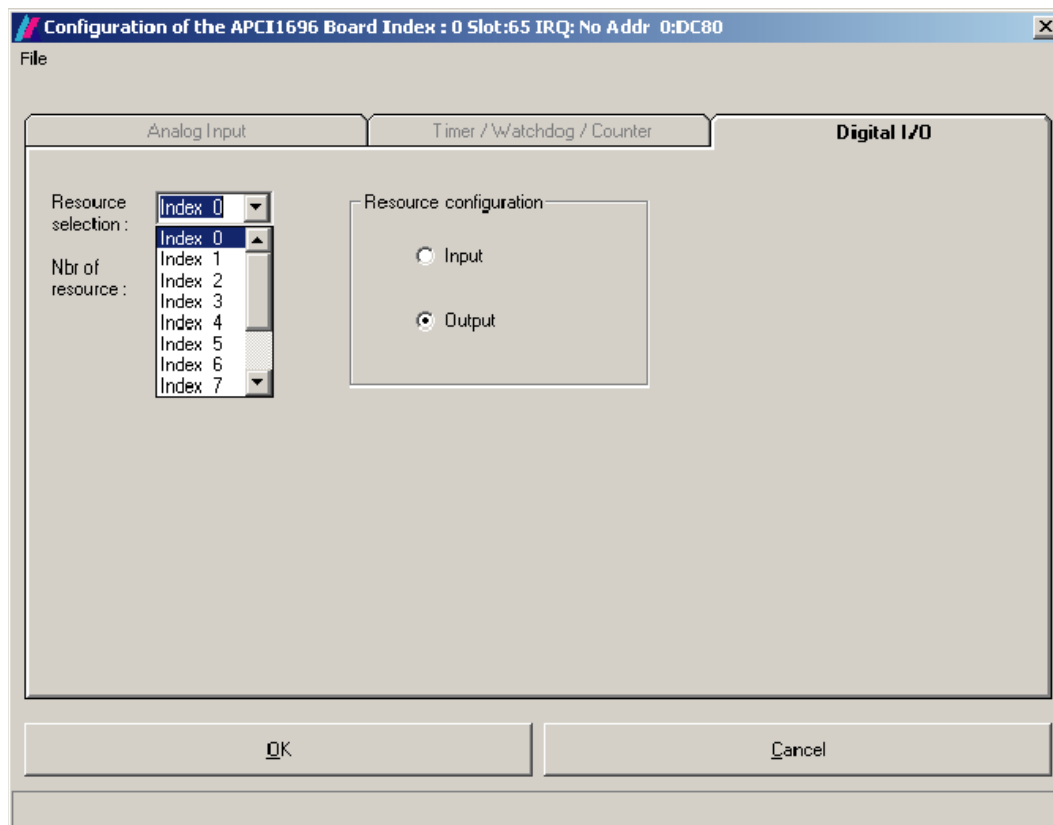 Configuration of the APCI1696 Board Index : 0 Slot:65 IRQ: No Addr 0:DC80
File
Analog Input
Timer / Watchdog / Counter
Digital I/O
Resource selection :
Index 0
Index 0
Index 1
Index 2
Index 3
Index 4
Index 5
Index 6
Index 7
Nbr of resource :
Resource configuration
Input
Output
OK
Cancel